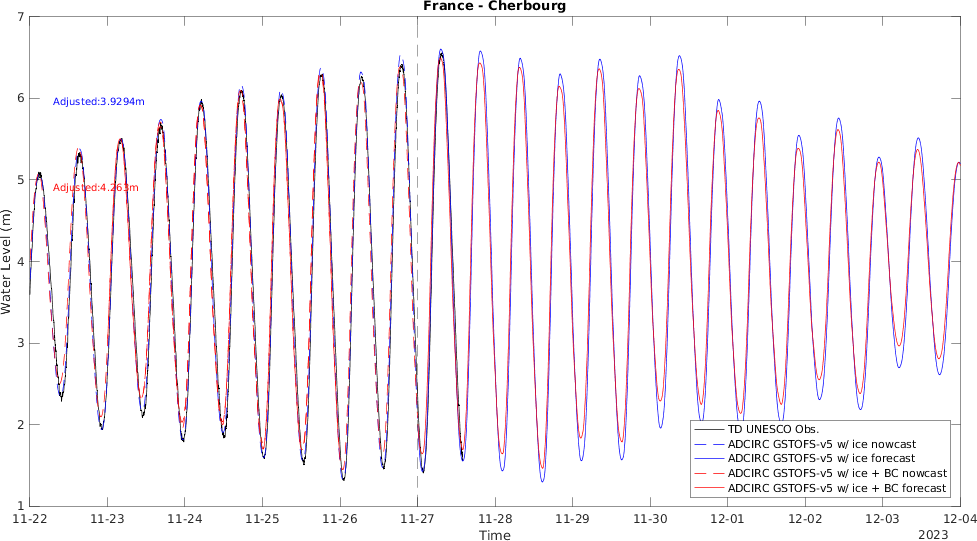 France - Cherbourg
7
6
5
4
3
2
1
Water Level (m)
Adjusted:3.9294m
Adjusted:4.263m
TD UNESCO Obs.
ADCIRC GSTOFS-v5 w/ ice nowcast
ADCIRC GSTOFS-v5 w/ ice forecast
ADCIRC GSTOFS-v5 w/ ice + BC nowcast
ADCIRC GSTOFS-v5 w/ ice + BC forecast
11-22 11-23 11-24 11-25 11-26 11-27 11-28 11-29 11-30 12-01 12-02 12-03 12-04
Time
2023